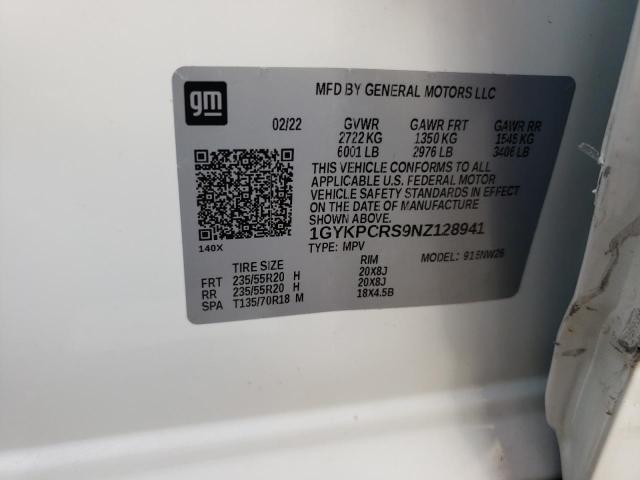 gm
MFD BY GENERAL MOTORS LLC
02/22 GVWR GAWR FRT GAWR RR
2722 KG 1350 KG 1545 KG
6001 LB 2976 LB 3406 LB
THIS VEHICLE CONFORMS TO ALL
APPLICABLE U.S. FEDERAL MOTOR
VEHICLE SAFETY STANDARDS IN EFFECT
ON THE DATE OF MANUFACTURE
SHOWN ABOVE.
140X 1GYKPCRS9NZ128941
TYPE: MPV MODEL:
TIRE SIZE RIM
FRT 235/55R20 H 20X8J
RR 235/55R20 H 20X8J
SPA T135/70R18 M 18X4.5B